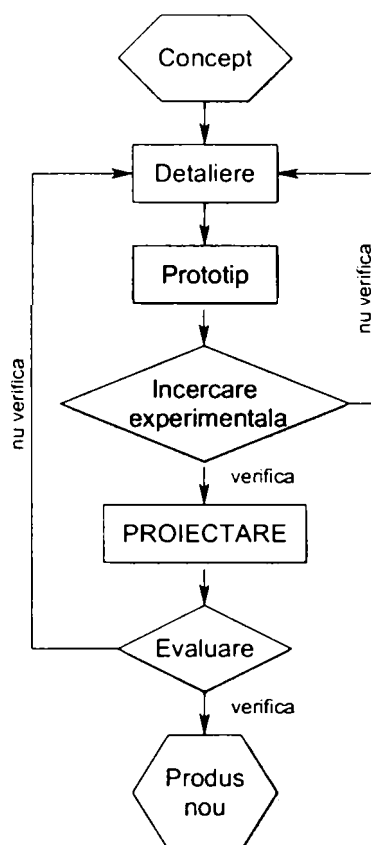 Concept
Detaliere
Prototip
nu verifica
Incercare
experimentala
nu verifica
verifica
PROIECTARE
Evaluare
verifica
Produs
nou